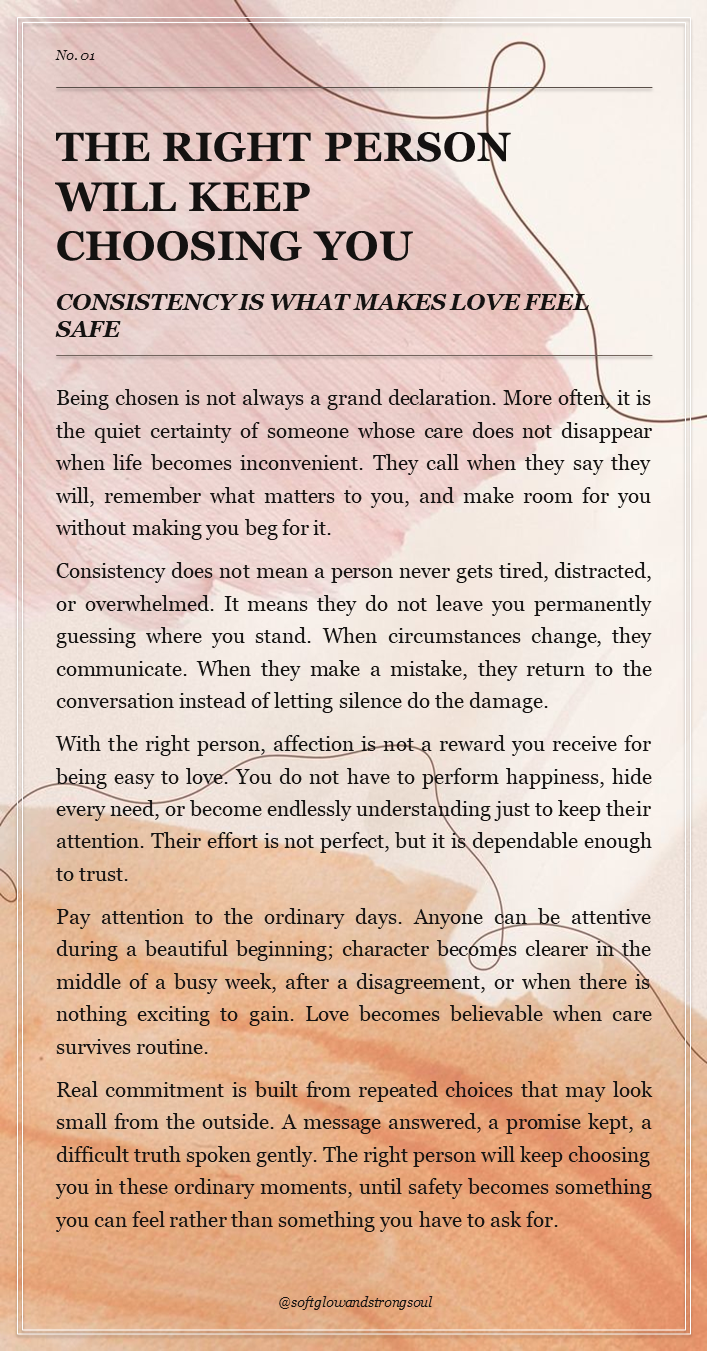 No. 01
THE RIGHT PERSON
WILL KEEP
CHOOSING YOU
CONSISTENCY IS WHAT MAKES LOVE FEEL
SAFE
Being chosen is not always a grand declaration. More often, it is
the quiet certainty of someone whose care does not disappear
when life becomes inconvenient. They call when they say they
will, remember what matters to you, and make room for you
without making you beg for it.
Consistency does not mean a person never gets tired, distracted,
or overwhelmed. It means they do not leave you permanently
guessing where you stand. When circumstances change, they
communicate. When they make a mistake, they return to the
conversation instead of letting silence do the damage.
With the right person, affection is not a reward you receive for
being easy to love. You do not have to perform happiness, hide
every need, or become endlessly understanding just to keep their
attention. Their effort is not perfect, but it is dependable enough
to trust.
Pay attention to the ordinary days. Anyone can be attentive
during a beautiful beginning; character becomes clearer in the
middle of a busy week, after a disagreement, or when there is
nothing exciting to gain. Love becomes believable when care
survives routine.
Real commitment is built from repeated choices that may look
small from the outside. A message answered, a promise kept, a
difficult truth spoken gently. The right person will keep choosing
you in these ordinary moments, until safety becomes something
you can feel rather than something you have to ask for.
@softglowandstrongsoul